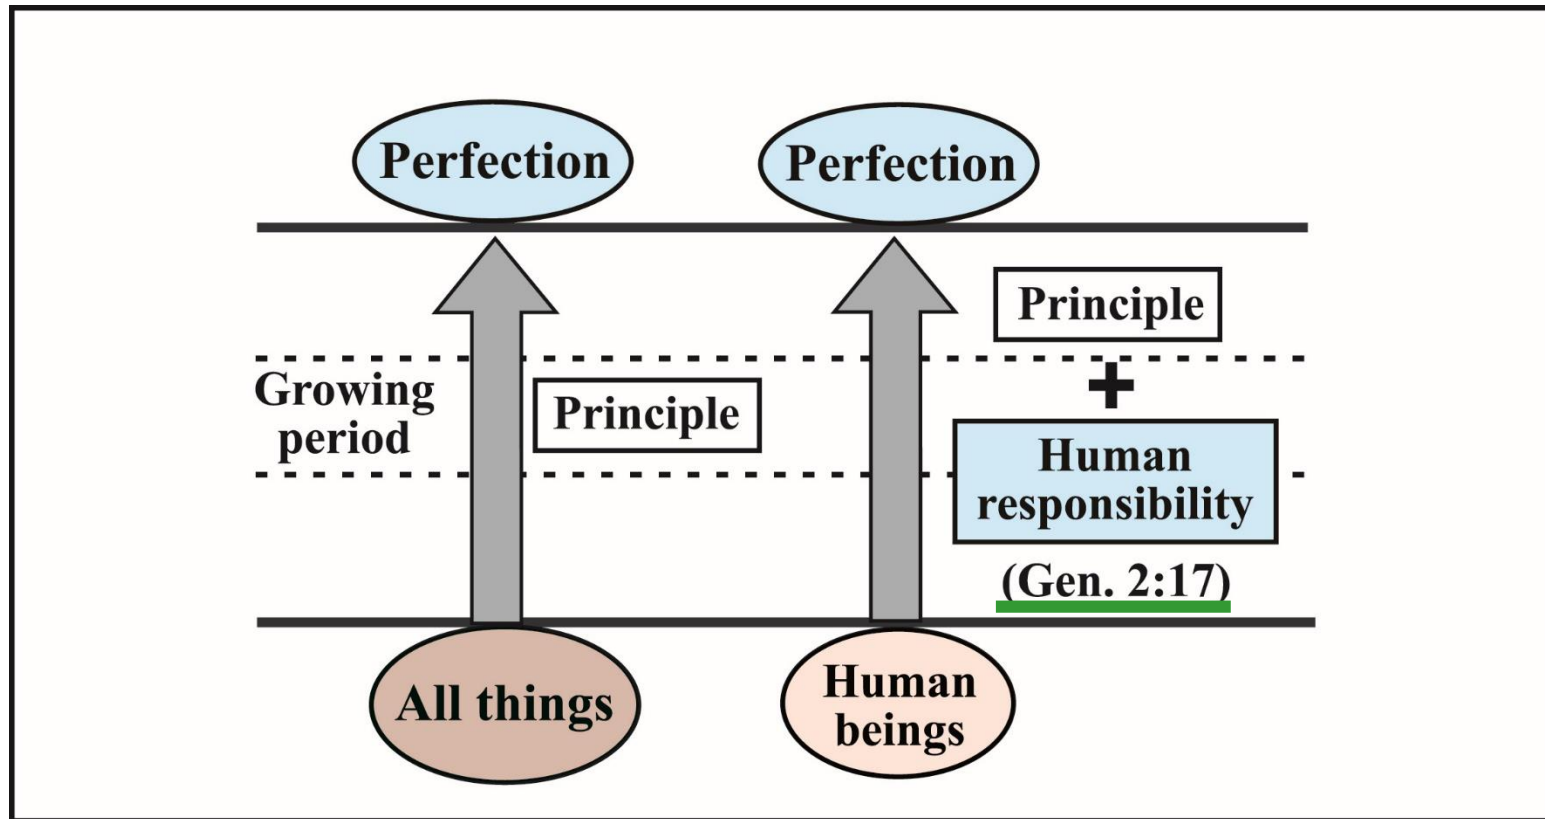 Perfection
Perfection
Principle
+
Growing
period
Principle
Human
responsibility
(Gen. 2:17)
All things
Human
beings